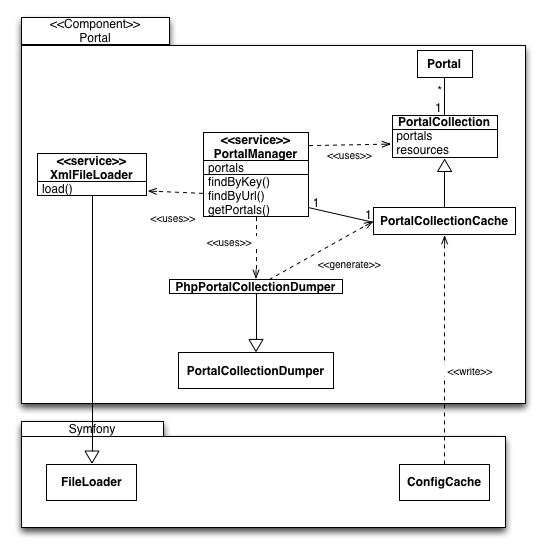 <<Component>>
Portal
Portal
*
1
PortalCollection
portals
resources
<<service>>
PortalManager
portals
findByKey()
findByUrl()
getPortals()
<<uses>>
<<service>>
XmlFileLoader
load()
<<uses>>
<<uses>>
1
1
PortalCollectionCache
<<generate>>
PhpPortalCollectionDumper
PortalCollectionDumper
<<write>>
Symfony
FileLoader
ConfigCache